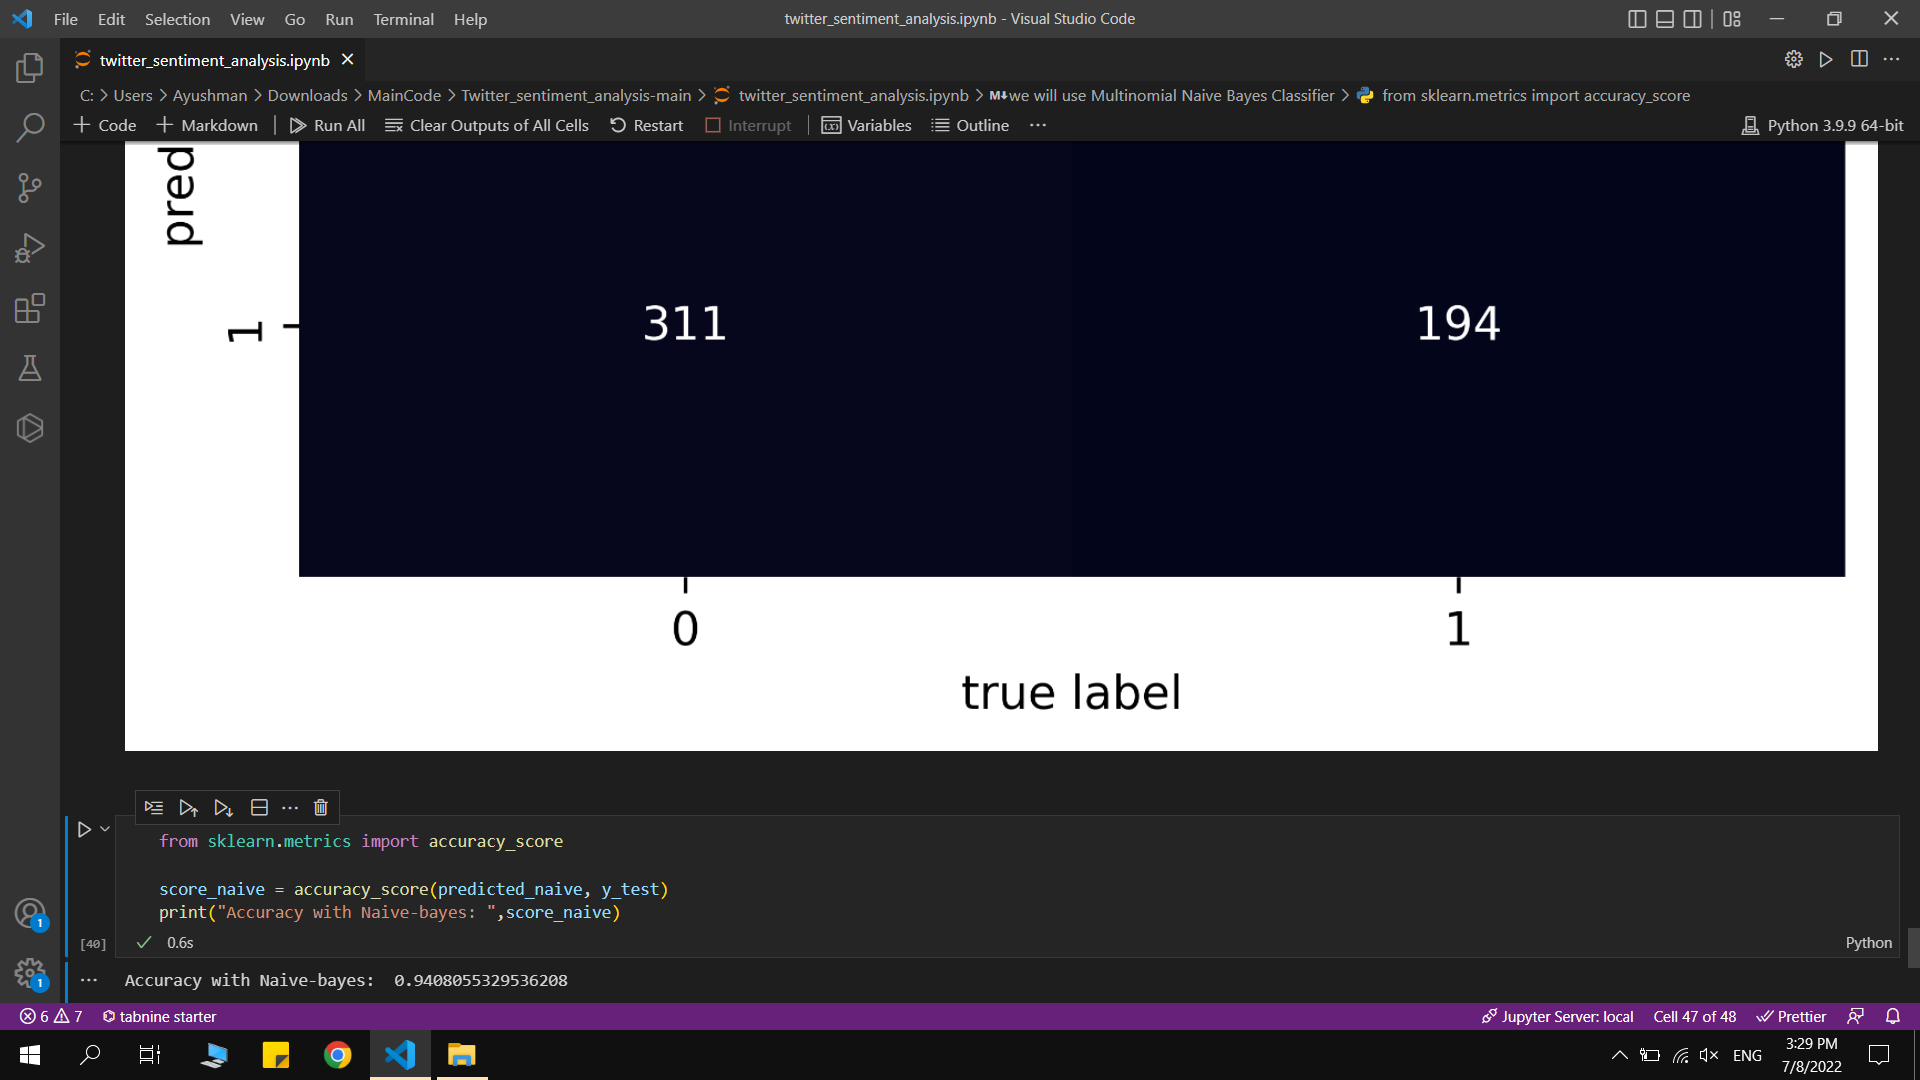 File Edit Selection View Go Run Terminal Help
twitter_sentiment_analysis.ipynb - Visual Studio Code
twitter_sentiment_analysis.ipynb
C: > Users > Ayushman > Downloads > MainCode > Twitter_sentiment_analysis-main > twitter_sentiment_analysis.ipynb > M↓we will use Multinomial Naive Bayes Classifier > from sklearn.metrics import accuracy_score
+ Code + Markdown Run All Clear Outputs of All Cells Restart Interrupt Variables Outline ... Python 3.9.9 64-bit
pred
1
311 194
0 1
true label
from sklearn.metrics import accuracy_score
score_naive = accuracy_score(predicted_naive, y_test)
print("Accuracy with Naive-bayes: ",score_naive)
[40] 0.6s Python
Accuracy with Naive-bayes:  0.9408055329536208
1
1
6 7 tabnine starter Jupyter Server: local Cell 47 of 48 Prettier
ENG
3:29 PM
7/8/2022